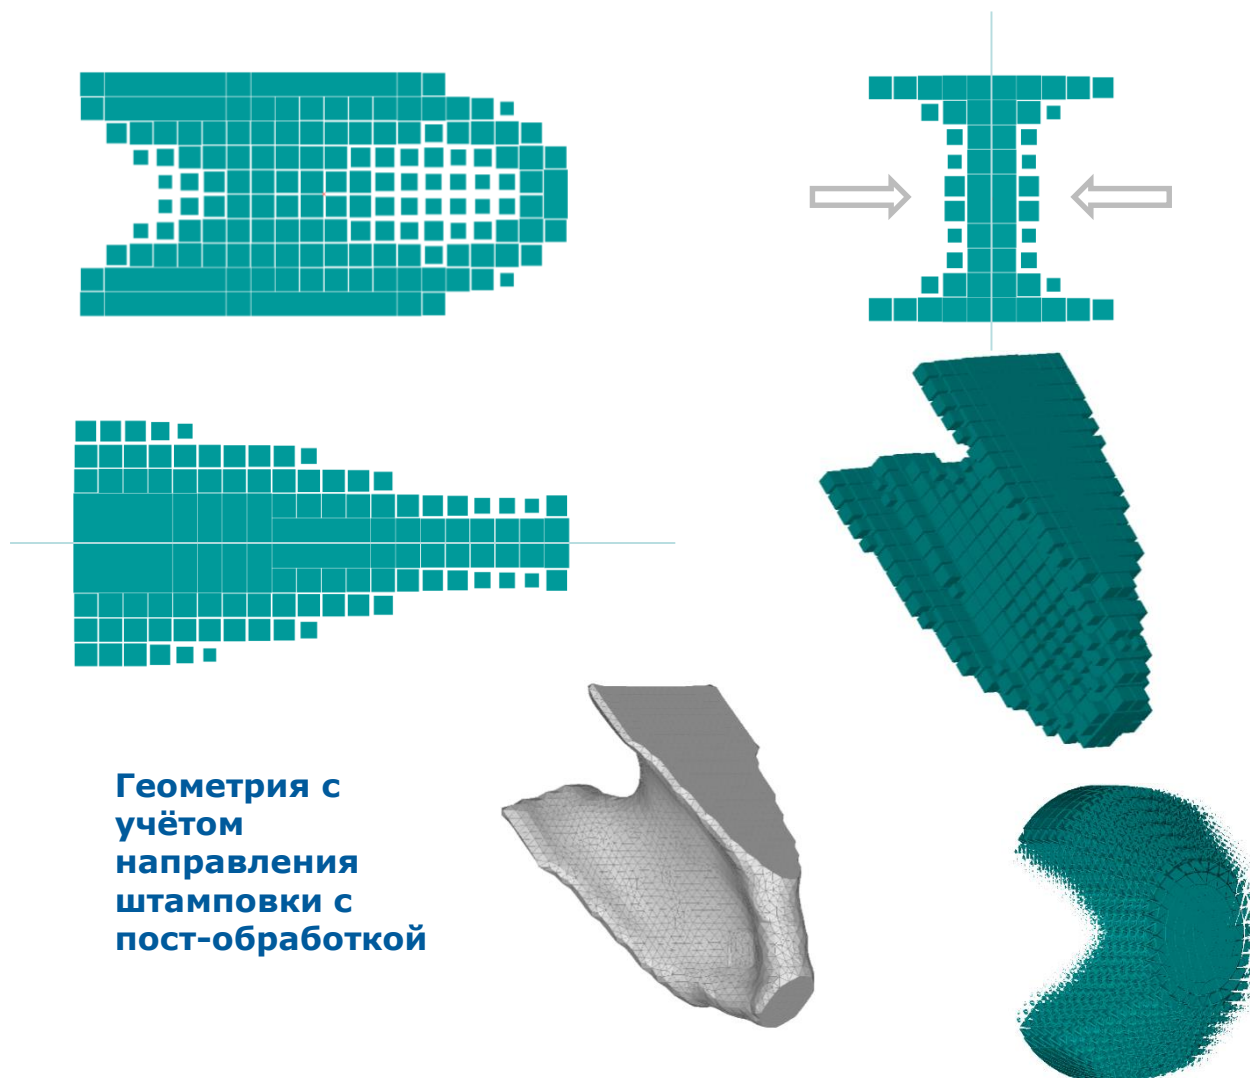 Геометрия с
учётом
направления
штамповки с
пост-обработкой